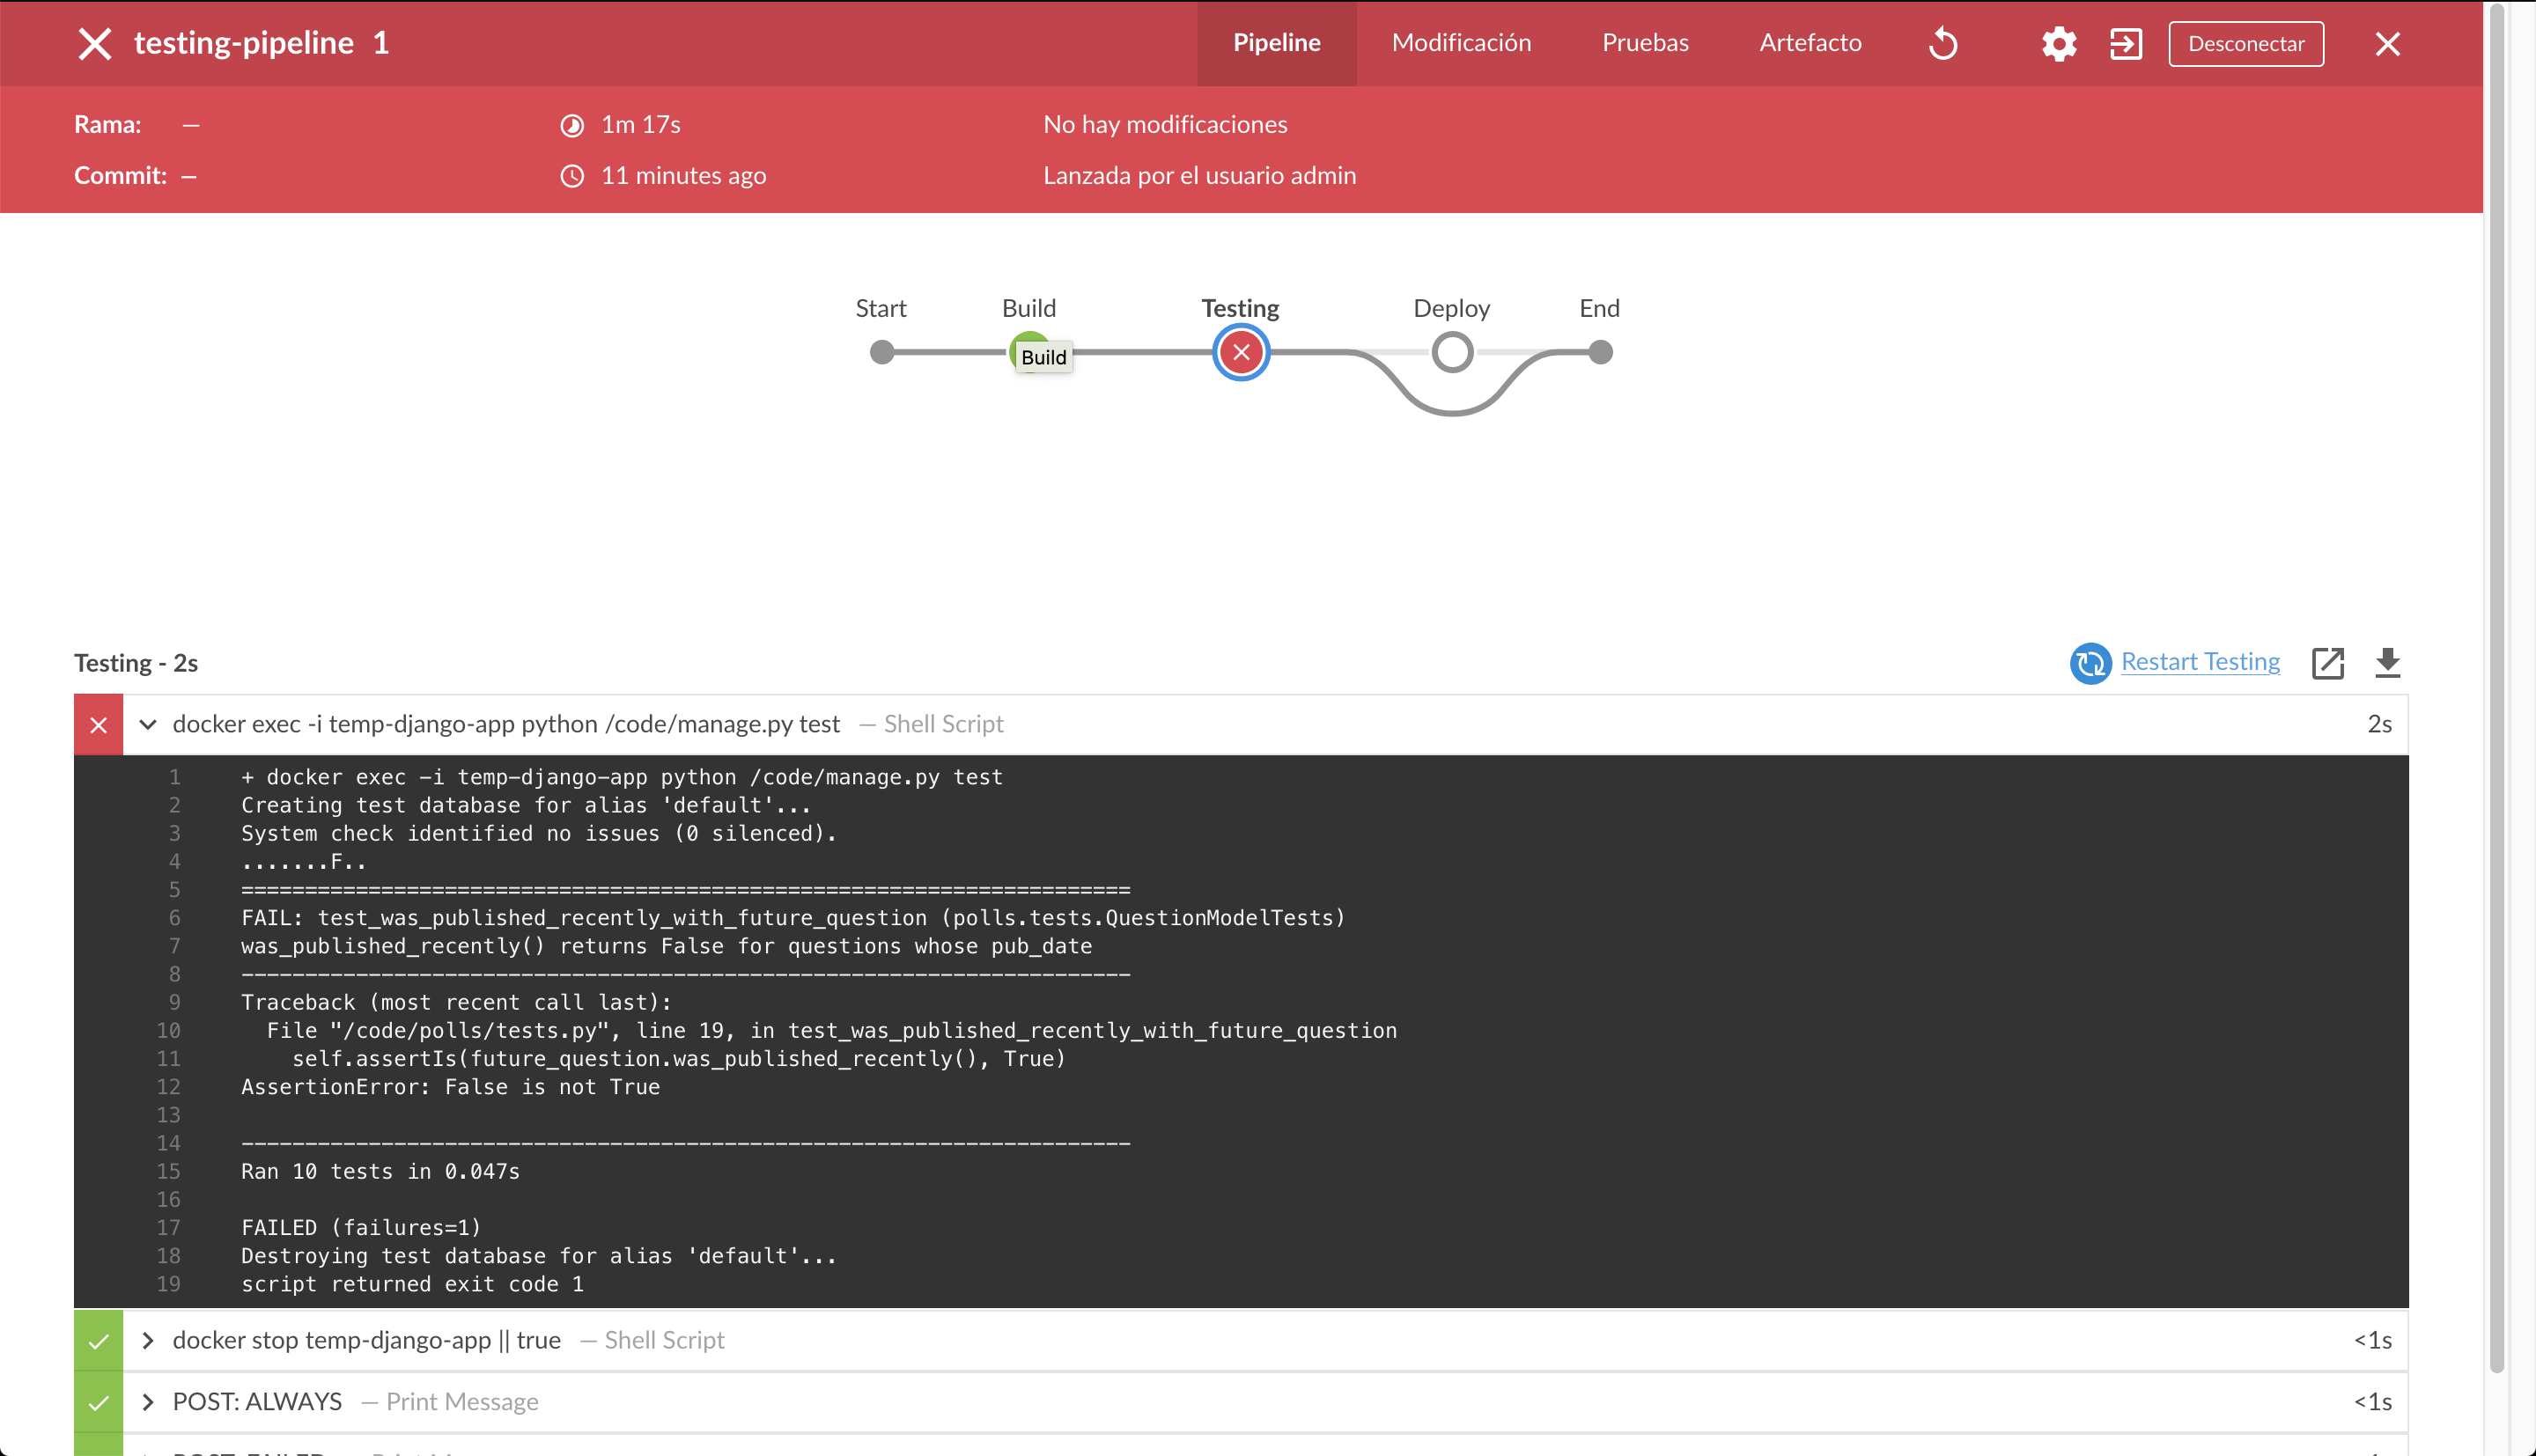 testing-pipeline 1
Pipeline
Modificación
Pruebas
Artefacto
Desconectar
Rama: —
1m 17s
No hay modificaciones
Commit: —
11 minutes ago
Lanzada por el usuario admin
Start
Build
Testing
Deploy
End
Build
Testing - 2s
Restart Testing
docker exec -i temp-django-app python /code/manage.py test — Shell Script
2s
1 + docker exec -i temp-django-app python /code/manage.py test
2 Creating test database for alias 'default'...
3 System check identified no issues (0 silenced).
4 .......F..
5 ======================================================================
6 FAIL: test_was_published_recently_with_future_question (polls.tests.QuestionModelTests)
7 was_published_recently() returns False for questions whose pub_date
8 ----------------------------------------------------------------------
9 Traceback (most recent call last):
10 File "/code/polls/tests.py", line 19, in test_was_published_recently_with_future_question
11 self.assertIs(future_question.was_published_recently(), True)
12 AssertionError: False is not True
13
14 ----------------------------------------------------------------------
15 Ran 10 tests in 0.047s
16
17 FAILED (failures=1)
18 Destroying test database for alias 'default'...
19 script returned exit code 1
docker stop temp-django-app || true — Shell Script
<1s
POST: ALWAYS — Print Message
<1s